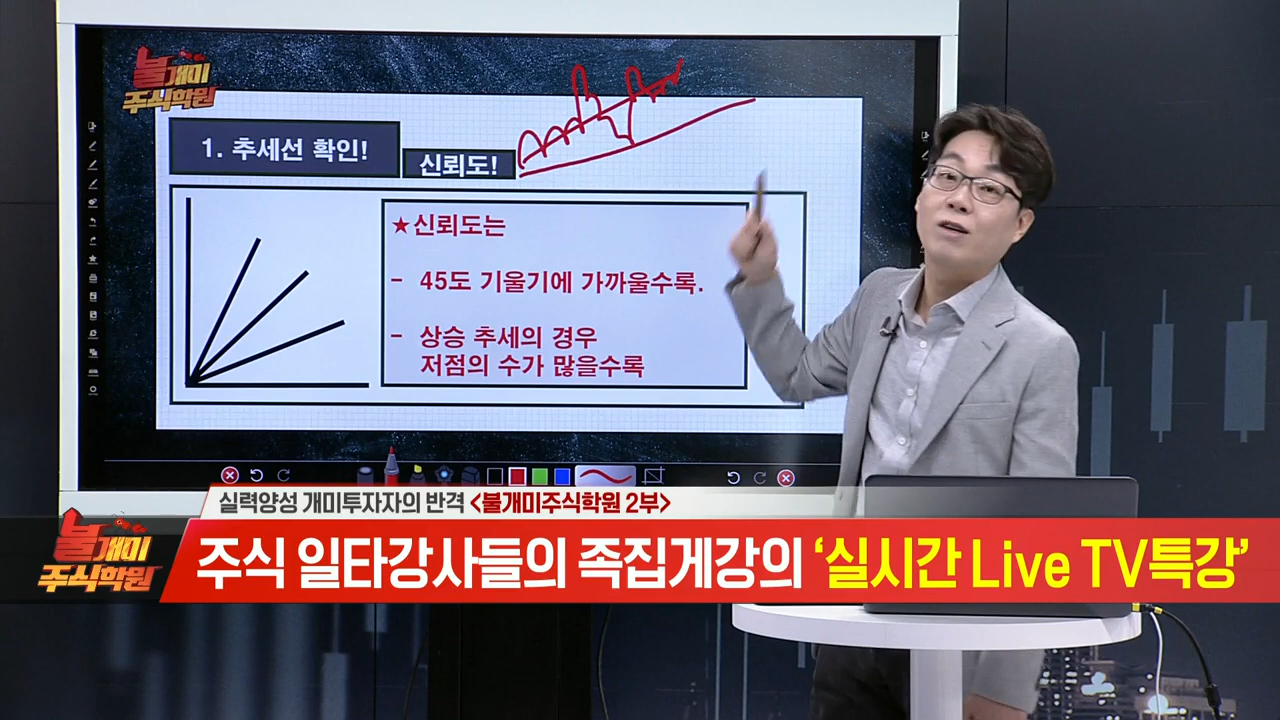 불개미
주식학원
1. 추세선 확인!
신뢰도!
★신뢰도는
- 45도 기울기에 가까울수록.
- 상승 추세의 경우
저점의 수가 많을수록
실력양성 개미투자자의 반격 <불개미주식학원 2부>
불개미
주식학원
주식 일타강사들의 족집게강의 ‘실시간 Live TV특강’